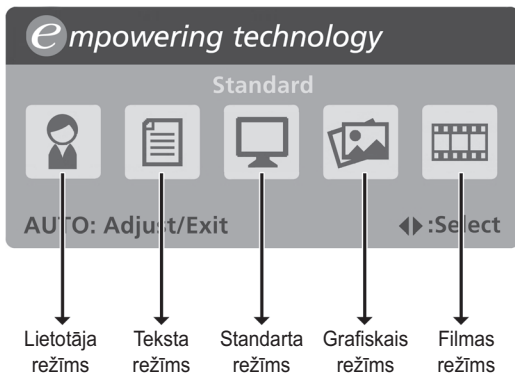 empowering technology
Standard
AUTO: Adjust/Exit ◀▶:Select
Lietotāja režīms
Teksta režīms
Standarta režīms
Grafiskais režīms
Filmas režīms